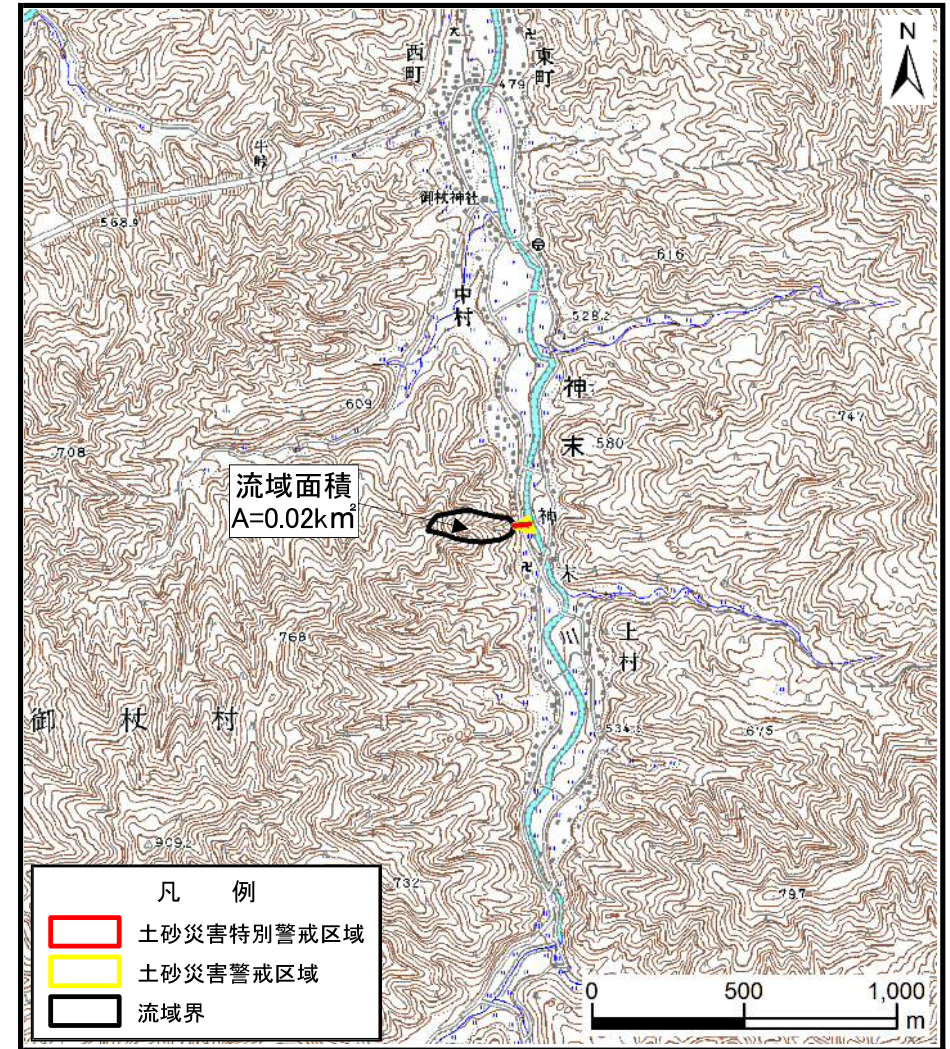 N
西町
東町
479
牛峠
568.9
御杖神社
616
中村
528.2
神末
609
747
580
708
流域面積
A=0.02k㎡
神
末
川
上村
768
御杖村
534.3
675
909.2
732
797
凡 例
土砂災害特別警戒区域
土砂災害警戒区域
流域界
0 500 1,000
m